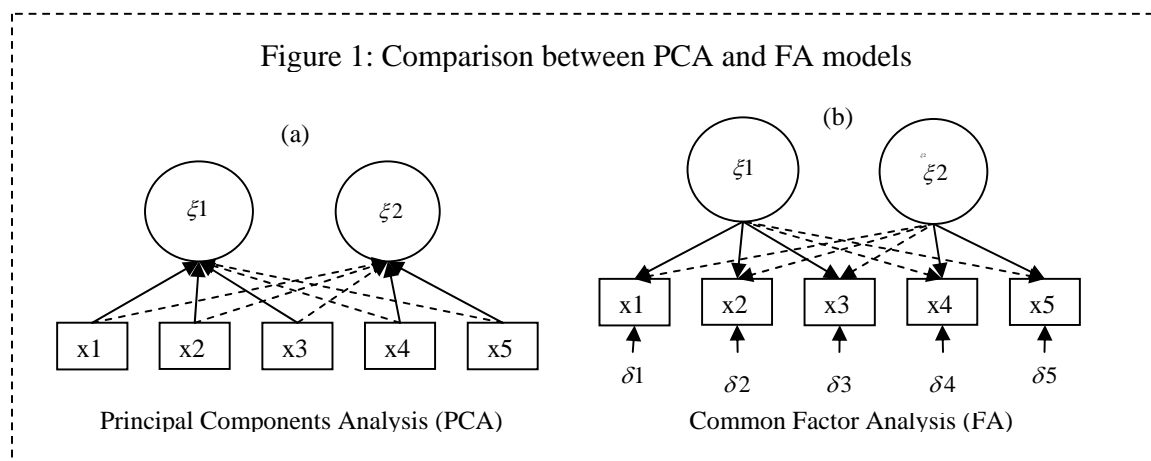 Figure 1: Comparison between PCA and FA models
(a)
ξ1 ξ2
x1 x2 x3 x4 x5
Principal Components Analysis (PCA)
(b)
ξ1 ξ2
x1 x2 x3 x4 x5
δ1 δ2 δ3 δ4 δ5
Common Factor Analysis (FA)